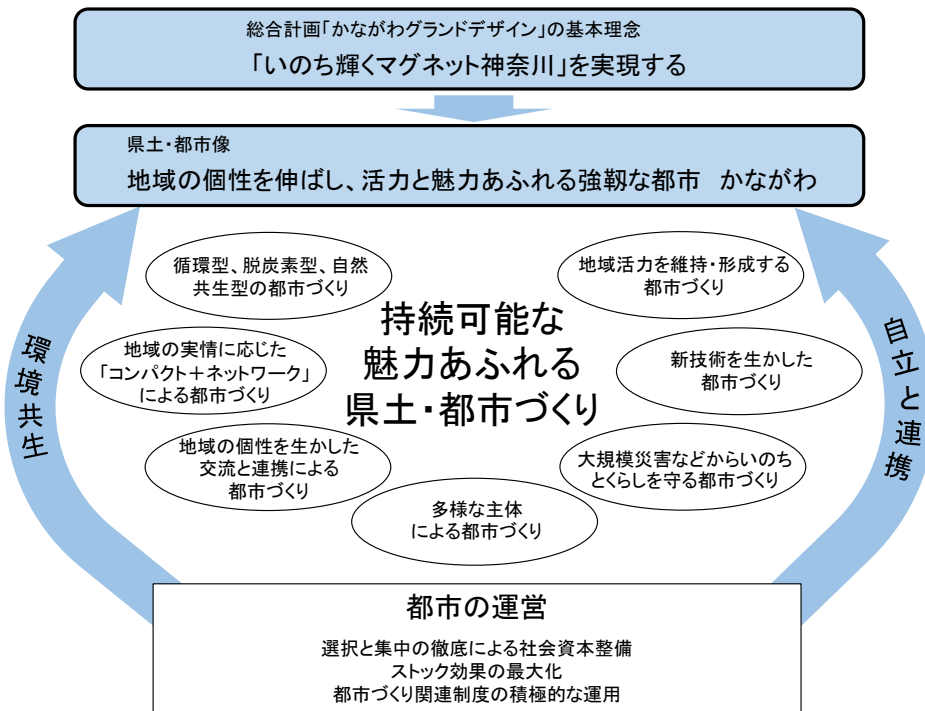 総合計画「かながわグランドデザイン」の基本理念
「いのち輝くマグネット神奈川」を実現する
県土・都市像
地域の個性を伸ばし、活力と魅力あふれる強靱な都市　かながわ
循環型、脱炭素型、自然
共生型の都市づくり
地域活力を維持・形成する
都市づくり
持続可能な
魅力あふれる
県土・都市づくり
環境共生
地域の実情に応じた
「コンパクト＋ネットワーク」
による都市づくり
新技術を生かした
都市づくり
自立と連携
地域の個性を生かした
交流と連携による
都市づくり
大規模災害などからいのち
とくらしを守る都市づくり
多様な主体
による都市づくり
都市の運営
選択と集中の徹底による社会資本整備
ストック効果の最大化
都市づくり関連制度の積極的な運用